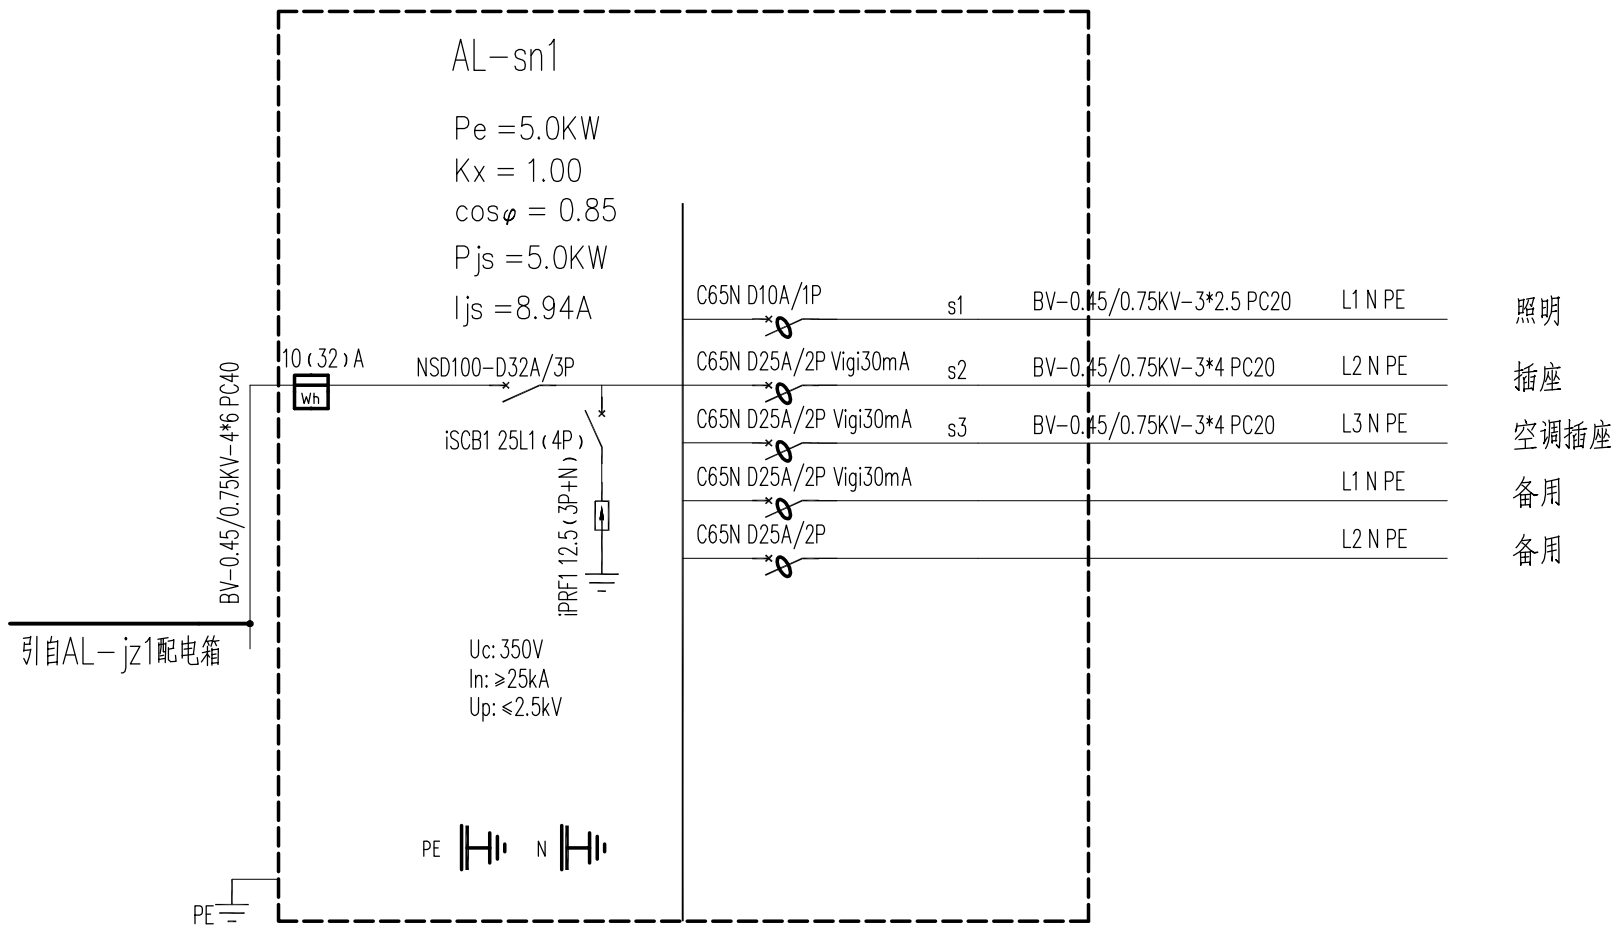 AL-sn1
Pe =5.0KW
Kx = 1.00
cosφ = 0.85
Pjs =5.0KW
Ijs =8.94A
10(32)A
Wh
NSD100-D32A/3P
iSCB1 25L1(4P)
iPRF1 12.5(3P+N)
BV-0.45/0.75KV-4*6 PC40
引自AL-jz1配电箱
Uc: 350V
In: ≥25kA
Up: ≤2.5kV
C65N D10A/1P s1 BV-0.45/0.75KV-3*2.5 PC20 L1 N PE 照明
C65N D25A/2P Vigi30mA s2 BV-0.45/0.75KV-3*4 PC20 L2 N PE 插座
C65N D25A/2P Vigi30mA s3 BV-0.45/0.75KV-3*4 PC20 L3 N PE 空调插座
C65N D25A/2P Vigi30mA L1 N PE 备用
C65N D25A/2P L2 N PE 备用
PE N
PE